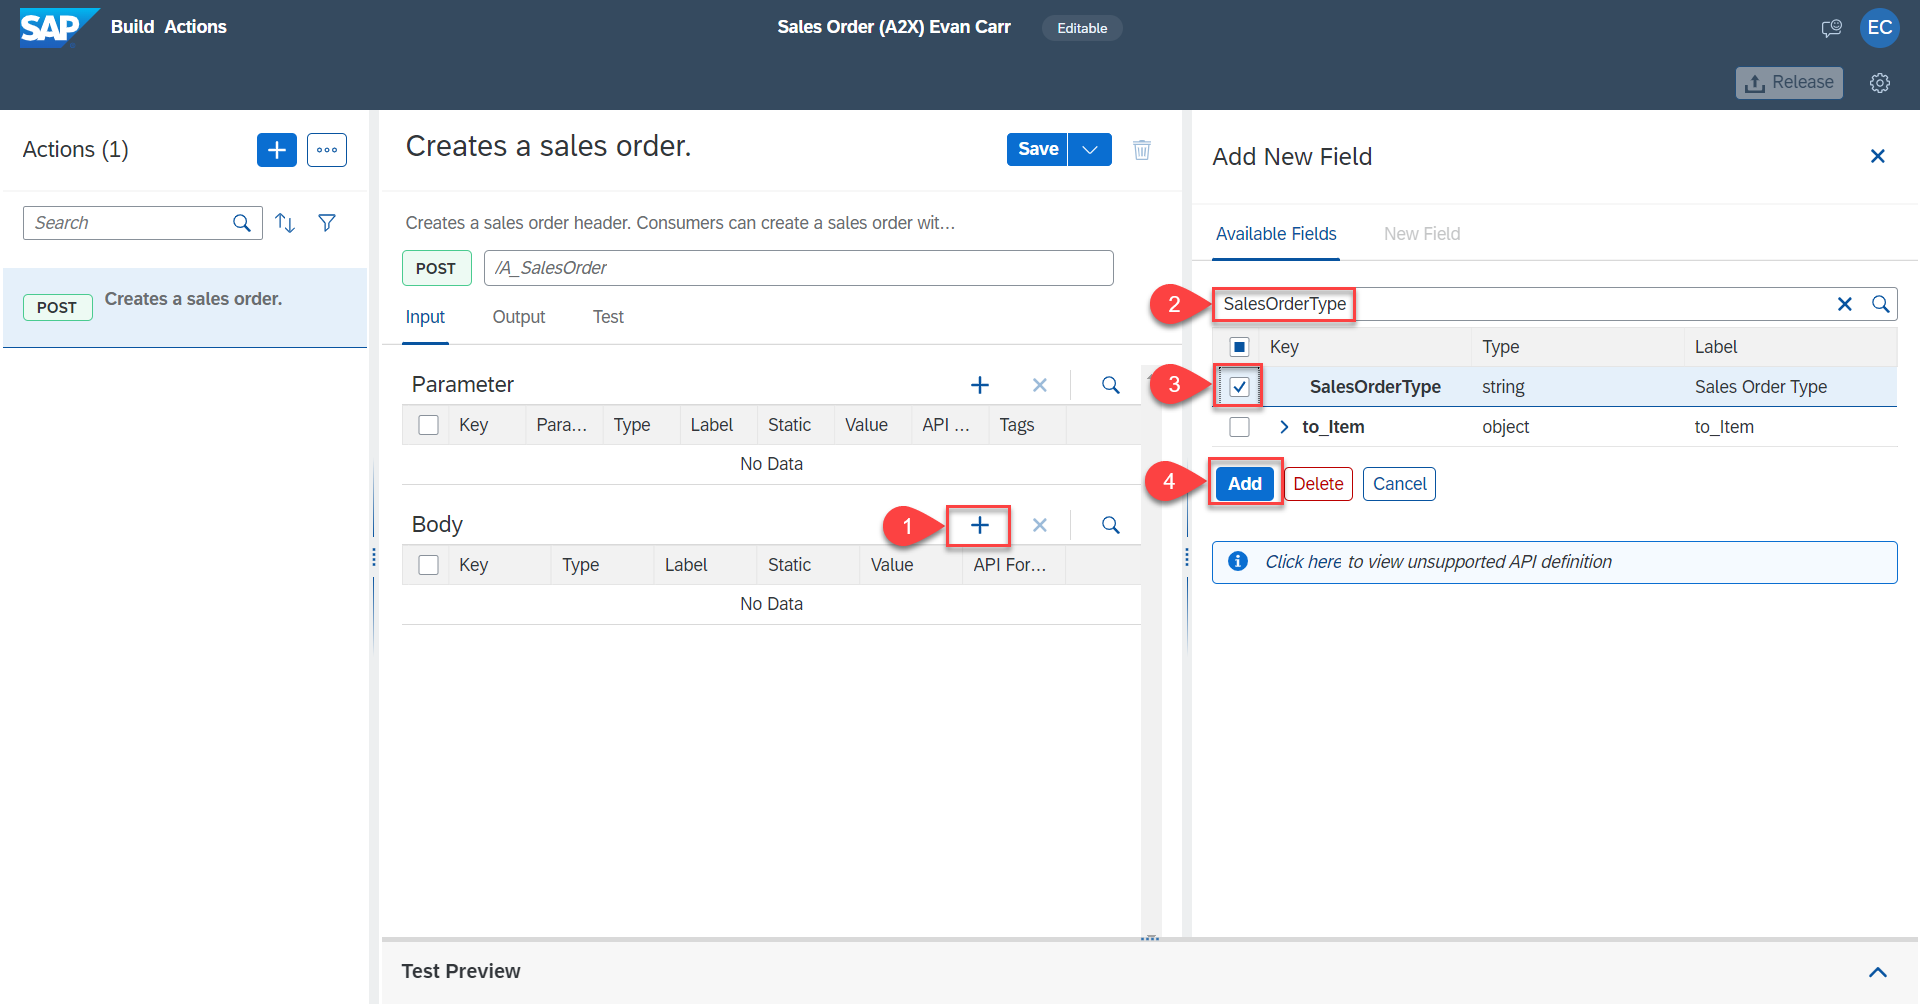 SAP Build Actions
Sales Order (A2X) Evan Carr
Editable
EC
Release
Actions (1)
Search
POST
Creates a sales order.
Creates a sales order.
Save
Creates a sales order header. Consumers can create a sales order wit...
POST
/A_SalesOrder
Input Output Test
Parameter
Key Para... Type Label Static Value API ... Tags
No Data
Body
1
Key Type Label Static Value API For...
No Data
Add New Field
Available Fields New Field
2
SalesOrderType
Key Type Label
3
SalesOrderType string Sales Order Type
to_Item object to_Item
4
Add Delete Cancel
Click here to view unsupported API definition
Test Preview